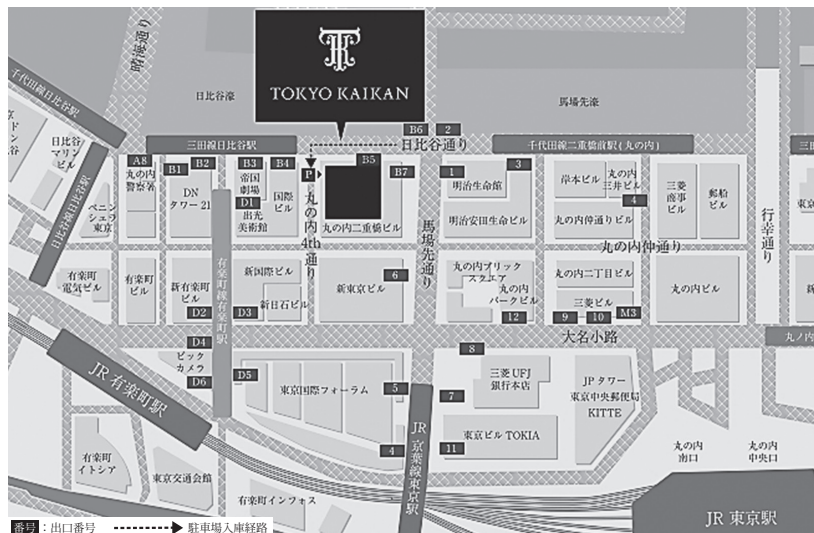 TK
TOKYO KAIKAN
晴海通り
千代田線日比谷駅
日比谷濠
馬場先濠
B6
2
日比谷通り
三田線日比谷駅
千代田線二重橋前駅(丸の内)
日比谷
マリン
ビル
日比谷線日比谷駅
A8
丸の内
警察署
B1
B2
DN
タワー21
B3
帝国
劇場
D1
出光
美術館
B4
国際
ビル
P
B5
B7
丸の内二重橋ビル
丸の内4th通り
馬場先通り
1
3
明治生命館
明治安田生命ビル
岸本ビル
丸の内
三井ビル
4
丸の内仲通りビル
丸の内仲通り
三菱
商事
ビル
郵船
ビル
行幸通り
ペニン
シュラ
東京
有楽町
電気ビル
有楽町
ビル
新有楽町
ビル
D2
有楽町線有楽町駅
D3
新国際ビル
新日石ビル
新東京ビル
6
丸の内ブリック
スクエア
丸の内
パークビル
12
丸の内二丁目ビル
三菱ビル
9
10
M3
丸の内ビル
大名小路
丸ノ内
D4
ビック
カメラ
D6
D5
JR 有楽町駅
東京国際フォーラム
5
4
8
三菱 UFJ
銀行本店
7
東京ビル TOKIA
11
JP タワー
東京中央郵便局
KITTE
JR 京葉線東京駅
有楽町
イトシア
東京交通会館
有楽町インフォス
丸の内
南口
丸の内
中央口
JR 東京駅
番号:出口番号
駐車場入庫経路